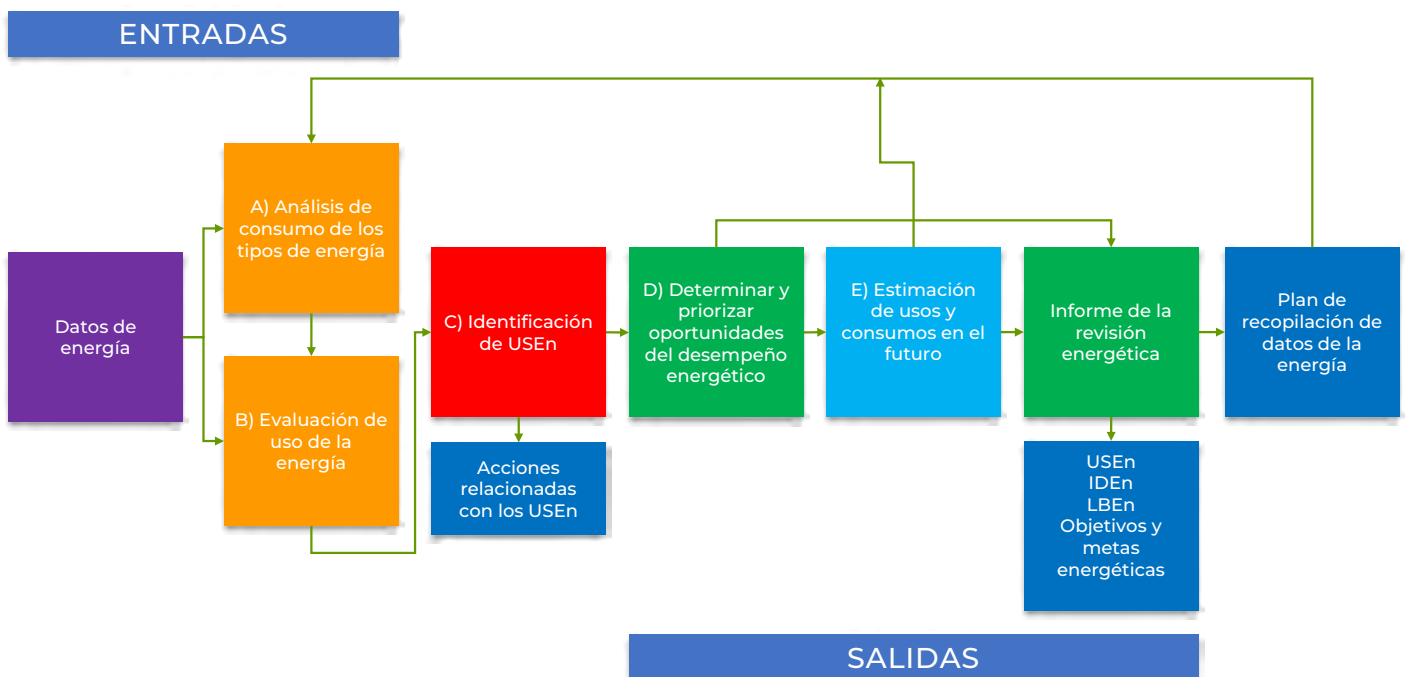 ENTRADAS
Datos de
energía
A) Análisis de
consumo de los
tipos de energía
B) Evaluación de
uso de la
energía
C) Identificación
de USEn
Acciones
relacionadas
con los USEn
D) Determinar y
priorizar
oportunidades
del desempeño
energético
E) Estimación
de usos y
consumos en el
futuro
Informe de la
revisión
energética
USEn
IDEn
LBEn
Objetivos y
metas
energéticas
Plan de
recopilación de
datos de la
energía
SALIDAS